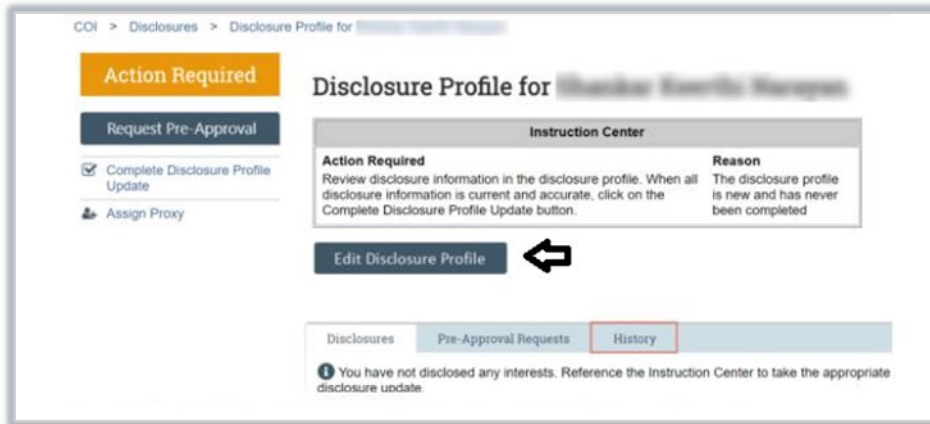 COI > Disclosures > Disclosure Profile for
Action Required
Request Pre-Approval
Complete Disclosure Profile
Update
Assign Proxy
Disclosure Profile for
Instruction Center
Action Required
Review disclosure information in the disclosure profile. When all
disclosure information is current and accurate, click on the
Complete Disclosure Profile Update button.
Reason
The disclosure profile
is new and has never
been completed
Edit Disclosure Profile
Disclosures
Pre-Approval Requests
History
You have not disclosed any interests. Reference the Instruction Center to take the appropriate
disclosure update.